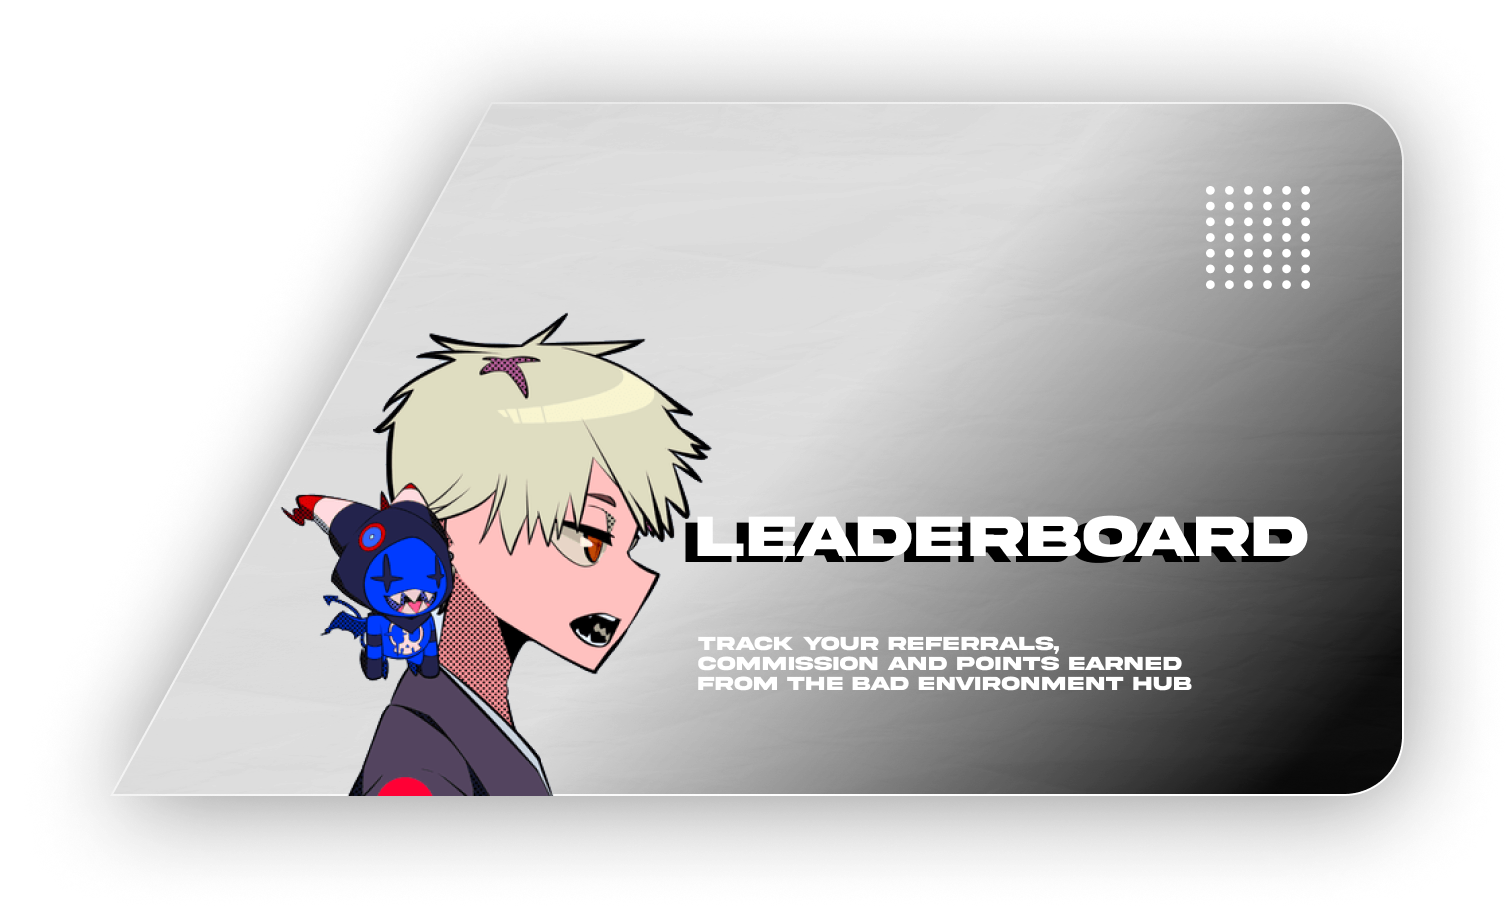 LEADERBOARD
TRACK YOUR REFERRALS,
COMMISSION AND POINTS EARNED
FROM THE BAD ENVIRONMENT HUB